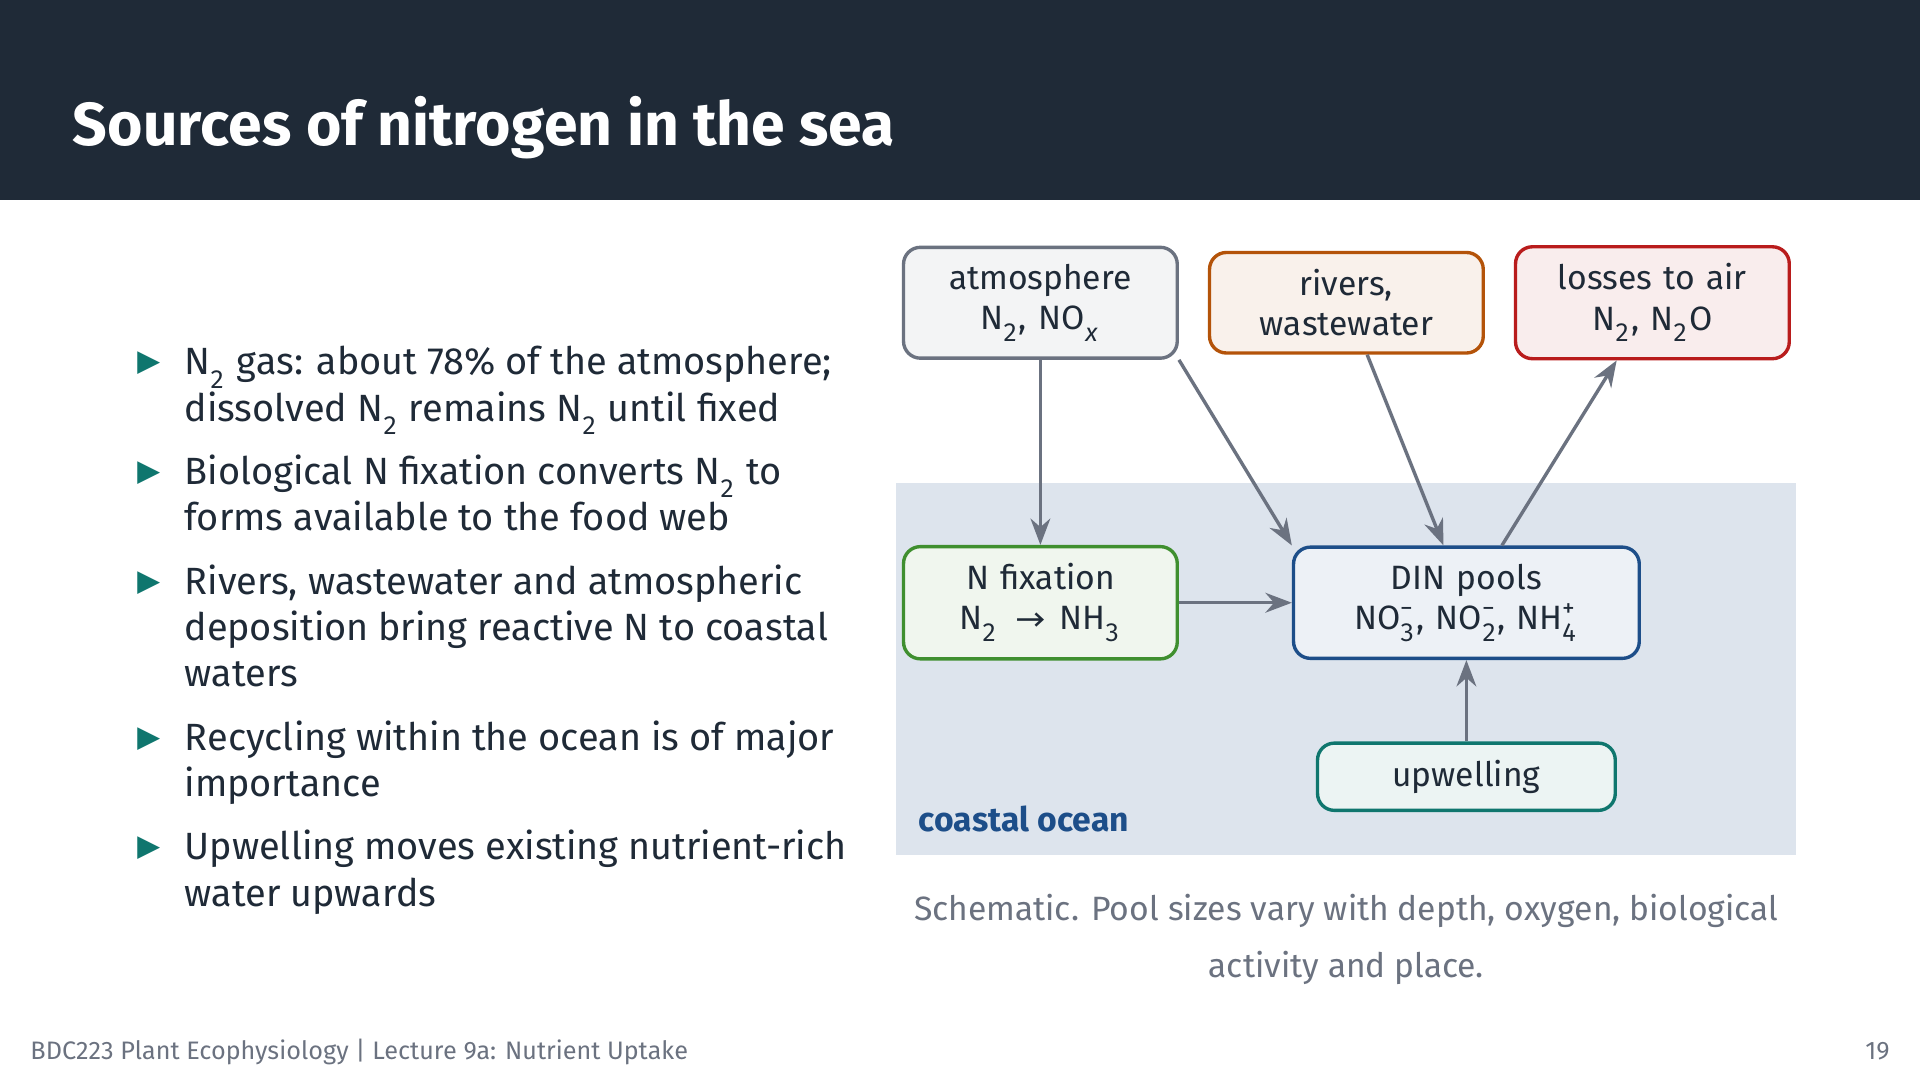 Sources of nitrogen in the sea
► N₂ gas: about 78% of the atmosphere;
dissolved N₂ remains N₂ until fixed
► Biological N fixation converts N₂ to
forms available to the food web
► Rivers, wastewater and atmospheric
deposition bring reactive N to coastal
waters
► Recycling within the ocean is of major
importance
► Upwelling moves existing nutrient-rich
water upwards
atmosphere
N₂, NOₓ
rivers,
wastewater
losses to air
N₂, N₂O
N fixation
N₂ → NH₃
DIN pools
NO₃⁻, NO₂⁻, NH₄⁺
upwelling
coastal ocean
Schematic. Pool sizes vary with depth, oxygen, biological
activity and place.
BDC223 Plant Ecophysiology | Lecture 9a: Nutrient Uptake
19